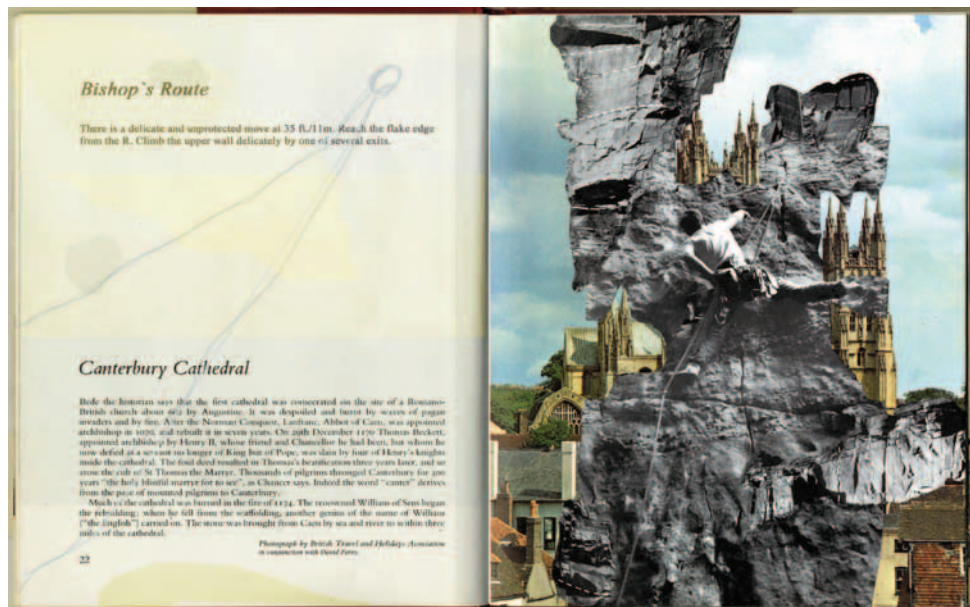 Bishop`s Route
There is a delicate and unprotected move at 35 ft./11m. Reach the flake edge
from the R. Climb the upper wall delicately by one of several exits.
Canterbury Cathedral
Bede the historian says that the first cathedral was consecrated on the site of a Romano-
British church about 602 by Augustine. It was despoiled and burnt by waves of pagan
invaders and by fire. After the Norman Conquest, Lanfranc, Abbot of Caen, was appointed
archbishop in 1070, and rebuilt it in seven years. On 29th December 1170 Thomas Beckett,
appointed archbishop by Henry II, whose friend and Chancellor he had been, but whom he
now defied as a servant no longer of King but of Pope, was slain by four of Henry's knights
inside the cathedral. The foul deed resulted in Thomas's beatification three years later, and so
arose the cult of St Thomas the Martyr. Thousands of pilgrims thronged Canterbury for
years "the holy blissful martyr for to see", as Chaucer says. Indeed the word "canter" derives
from the pace of mounted pilgrims to Canterbury.
Much of the cathedral was burned in the fire of 1174. The renowned William of Sens began
the rebuilding; when he fell from the scaffolding, another genius of the name of William
("the English") carried on. The stone was brought from Caen by sea and river to within three
miles of the cathedral.
Photograph by British Travel and Holidays Association
in conjunction with David
22